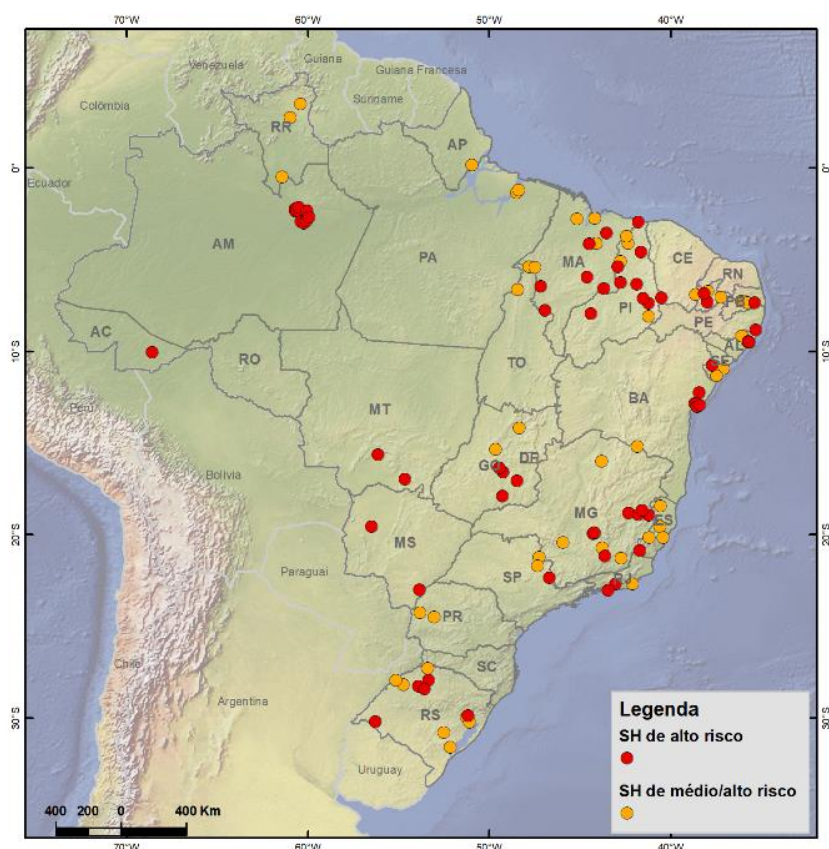 70°W 60°W 50°W 40°W
Guiana
Venezuela
Guiana Francesa
Suriname
Colômbia
RR
AP
0° 0°
Ecuador
AM
PA
MA
CE
RN
PB
PI
PE
AC
AL
10°S 10°S
RO
TO
SE
Perú
BA
MT
Bolivia
GO
DF
MG
ES
20°S 20°S
MS
SP
RJ
Paraguai
PR
Chile
SC
Argentina
30°S 30°S
RS
Uruguay
Legenda
SH de alto risco
SH de médio/alto risco
400 200 0 400 Km
70°W 60°W 50°W 40°W